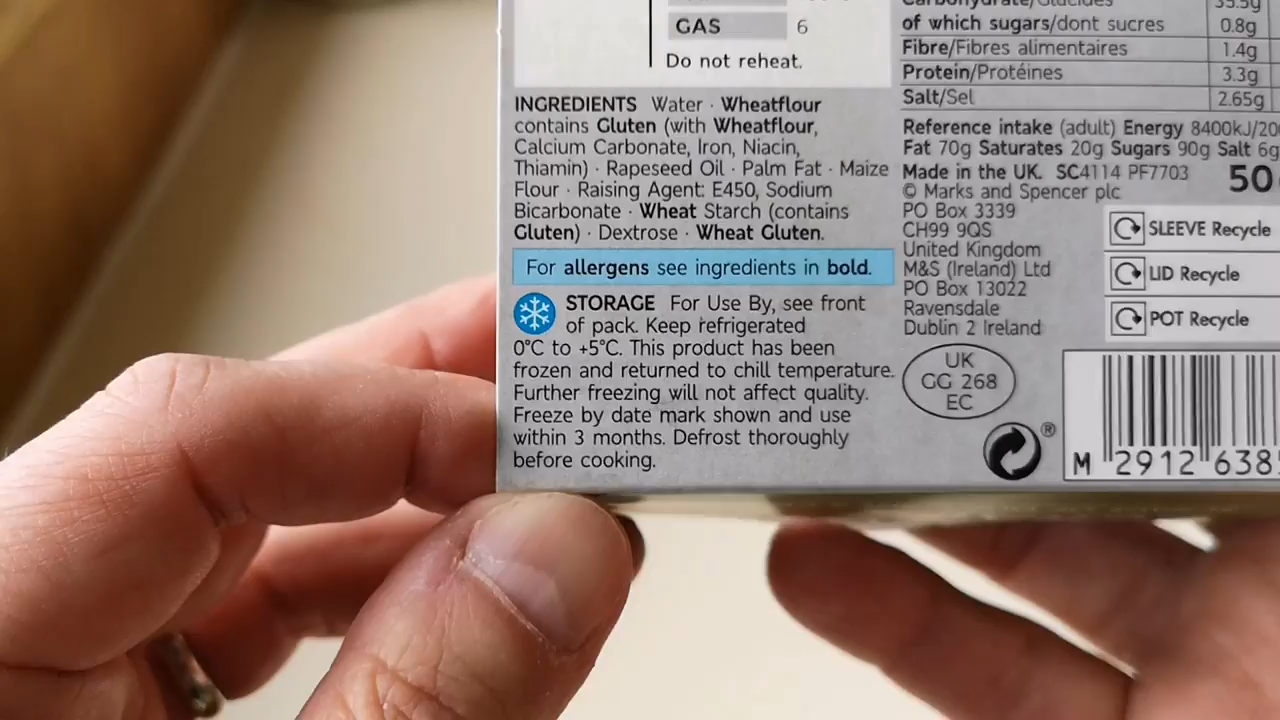 GAS 6
Do not reheat.
INGREDIENTS Water · Wheatflour
contains Gluten (with Wheatflour,
Calcium Carbonate, Iron, Niacin,
Thiamin) · Rapeseed Oil · Palm Fat · Maize
Flour · Raising Agent: E450, Sodium
Bicarbonate · Wheat Starch (contains
Gluten) · Dextrose · Wheat Gluten.
For allergens see ingredients in bold.
STORAGE For Use By, see front
of pack. Keep refrigerated
0°C to +5°C. This product has been
frozen and returned to chill temperature.
Further freezing will not affect quality.
Freeze by date mark shown and use
within 3 months. Defrost thoroughly
before cooking.
Carbohydrate/Glucides 35.5g
of which sugars/dont sucres 0.8g
Fibre/Fibres alimentaires 1.4g
Protein/Protéines 3.3g
Salt/Sel 2.65g
Reference intake (adult) Energy 8400kJ/20
Fat 70g Saturates 20g Sugars 90g Salt 6g
Made in the UK. SC4114 PF7703
© Marks and Spencer plc
PO Box 3339
CH99 9QS
United Kingdom
M&S (Ireland) Ltd
PO Box 13022
Ravensdale
Dublin 2 Ireland
50
SLEEVE Recycle
LID Recycle
POT Recycle
UK
GG 268
EC
®
M 2912 638